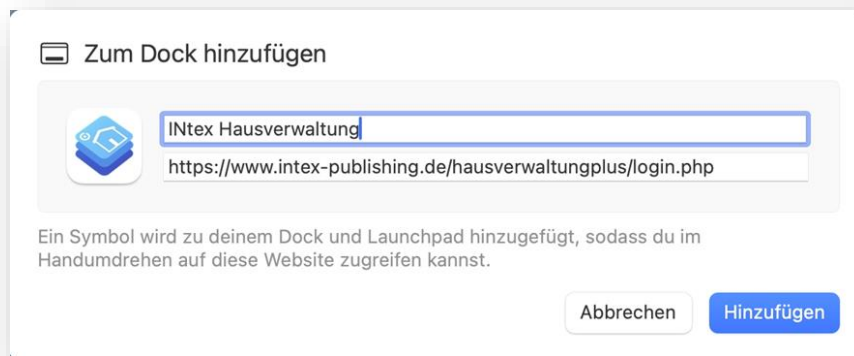 Zum Dock hinzufügen
INtex Hausverwaltung
https://www.intex-publishing.de/hausverwaltungplus/login.php
Ein Symbol wird zu deinem Dock und Launchpad hinzugefügt, sodass du im
Handumdrehen auf diese Website zugreifen kannst.
Abbrechen Hinzufügen